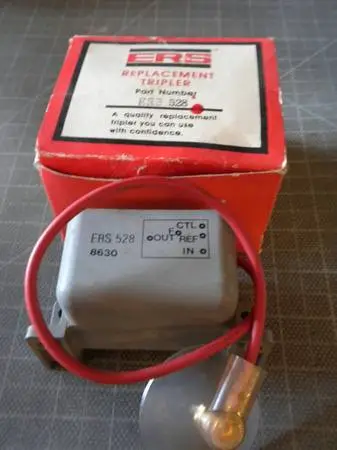 ERS
REPLACEMENT
TRIPLER
Part Number
ERS 528
A quality replacement
tripler you can use
with confidence.
ERS 528
8630
CTL
F
OUT REF
IN